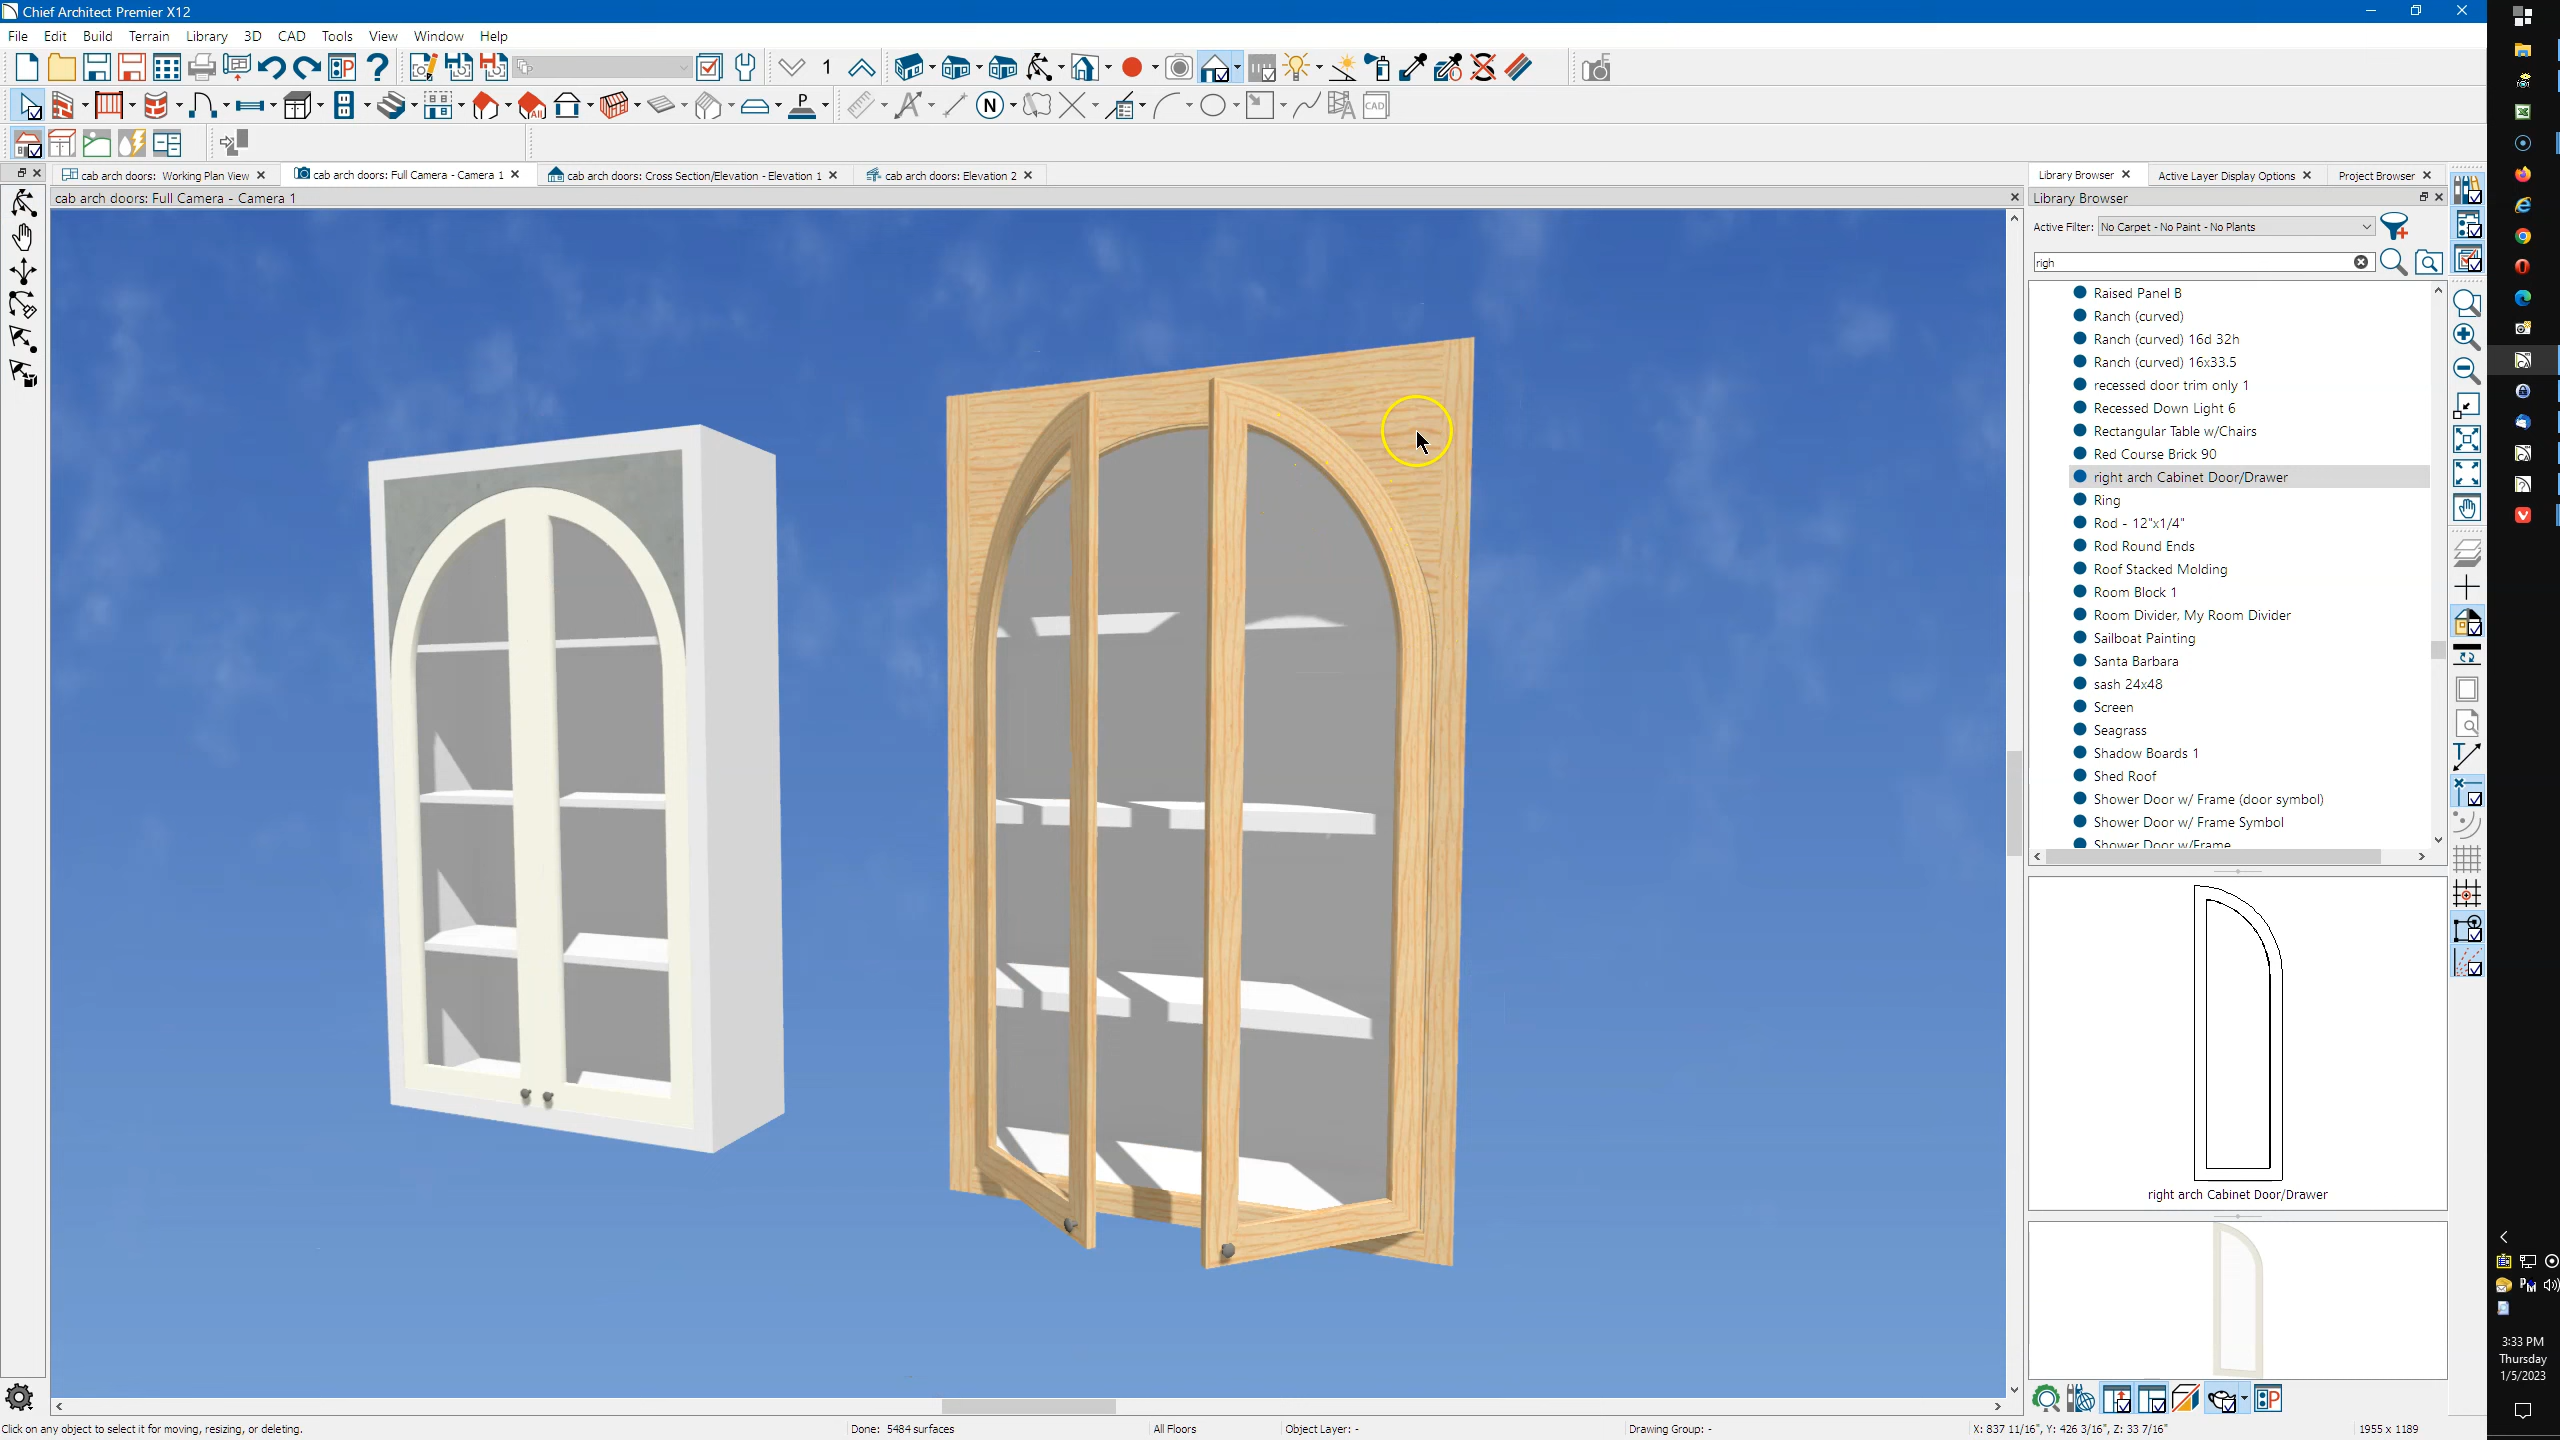 Chief Architect Premier X12
File Edit Build Terrain Library 3D CAD Tools View Window Help
1
N
All
P
CAD
cab arch doors: Working Plan View
cab arch doors: Full Camera - Camera 1
cab arch doors: Cross Section/Elevation - Elevation 1
cab arch doors: Elevation 2
Library Browser
Active Layer Display Options
Project Browser
cab arch doors: Full Camera - Camera 1
Library Browser
Active Filter: No Carpet - No Paint - No Plants
righ
Raised Panel B
Ranch (curved)
Ranch (curved) 16d 32h
Ranch (curved) 16x33.5
recessed door trim only 1
Recessed Down Light 6
Rectangular Table w/Chairs
Red Course Brick 90
right arch Cabinet Door/Drawer
Ring
Rod - 12"x1/4"
Rod Round Ends
Roof Stacked Molding
Room Block 1
Room Divider, My Room Divider
Sailboat Painting
Santa Barbara
sash 24x48
Screen
Seagrass
Shadow Boards 1
Shed Roof
Shower Door w/ Frame (door symbol)
Shower Door w/ Frame Symbol
Shower Door w/Frame
right arch Cabinet Door/Drawer
3:33 PM
Thursday
1/5/2023
Click on any object to select it for moving, resizing, or deleting.
Done: 5484 surfaces
All Floors
Object Layer: -
Drawing Group: -
X: 837 11/16", Y: 426 3/16", Z: 33 7/16"
1955 x 1189